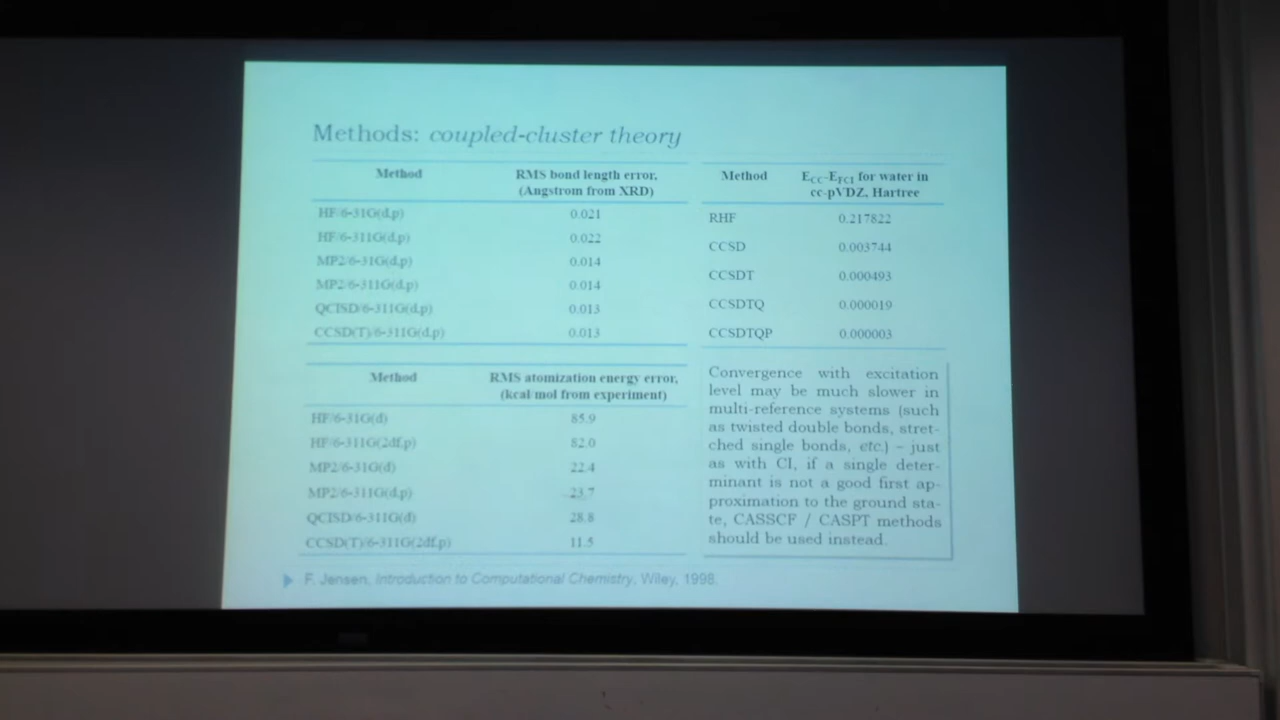 Methods: coupled-cluster theory
Method RMS bond length error, (Angstrom from XRD)
HF/6-31G(d,p) 0.021
HF/6-311G(d,p) 0.022
MP2/6-31G(d,p) 0.014
MP2/6-311G(d,p) 0.014
QCISD/6-311G(d,p) 0.013
CCSD(T)/6-311G(d,p) 0.013
Method RMS atomization energy error, (kcal/mol from experiment)
HF/6-31G(d) 85.9
HF/6-311G(2df,p) 82.0
MP2/6-31G(d) 22.4
MP2/6-311G(d,p) 23.7
QCISD/6-311G(d) 28.8
CCSD(T)/6-311G(2df,p) 11.5
Method ECC-EFCI for water in cc-pVDZ, Hartree
RHF 0.217822
CCSD 0.003744
CCSDT 0.000493
CCSDTQ 0.000019
CCSDTQP 0.000003
Convergence with excitation
level may be much slower in
multi-reference systems (such
as twisted double bonds, stret-
ched single bonds, etc.) – just
as with CI, if a single deter-
minant is not a good first ap-
proximation to the ground sta-
te, CASSCF / CASPT methods
should be used instead.
F. Jensen, Introduction to Computational Chemistry, Wiley, 1998.